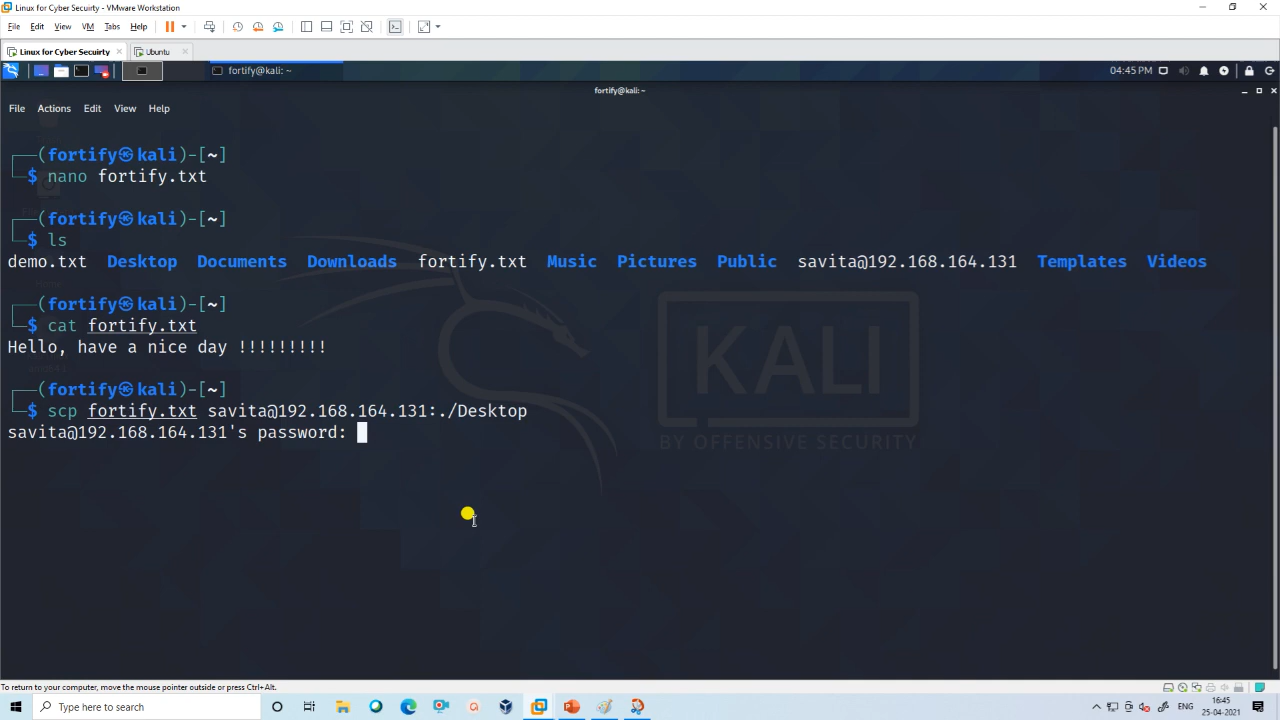 Linux for Cyber Secuirty - VMware Workstation
File Edit View VM Tabs Help
Linux for Cyber Secuirty Ubuntu
fortify@kali: ~ 04:45 PM
fortify@kali: ~
File Actions Edit View Help
┌──(fortify㉿kali)-[~]
└─$ nano fortify.txt
┌──(fortify㉿kali)-[~]
└─$ ls
demo.txt Desktop Documents Downloads fortify.txt Music Pictures Public savita@192.168.164.131 Templates Videos
┌──(fortify㉿kali)-[~]
└─$ cat fortify.txt
Hello, have a nice day !!!!!!!!!
┌──(fortify㉿kali)-[~]
└─$ scp fortify.txt savita@192.168.164.131:./Desktop
savita@192.168.164.131's password:
KALI
BY OFFENSIVE SECURITY
To return to your computer, move the mouse pointer outside or press Ctrl+Alt.
Type here to search
ENG
16:45
25-04-2021